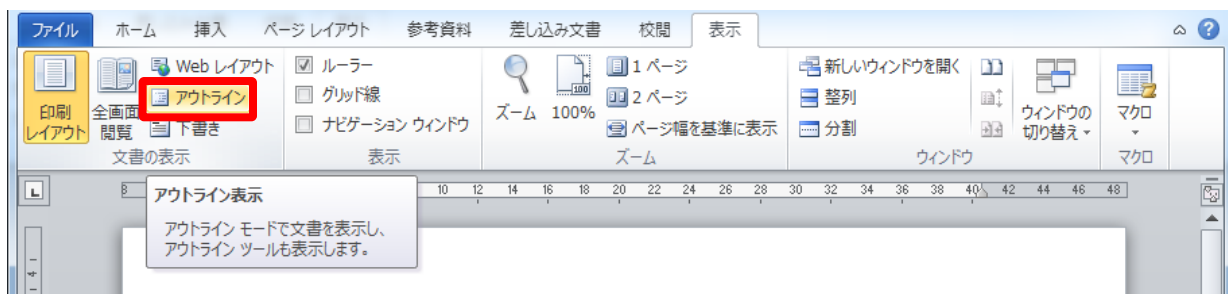 ファイル ホーム 挿入 ページ レイアウト 参考資料 差し込み文書 校閲 表示
印刷
レイアウト
全画面
閲覧
Web レイアウト
アウトライン
下書き
文書の表示
ルーラー
グリッド線
ナビゲーション ウィンドウ
表示
ズーム
100
100%
1 ページ
2 ページ
ページ幅を基準に表示
ズーム
新しいウィンドウを開く
整列
分割
ウィンドウの
切り替え
ウィンドウ
マクロ
マクロ
L 8 10 12 14 16 18 20 22 24 26 28 30 32 34 36 38 40 42 44 46 48
アウトライン表示
アウトライン モードで文書を表示し、
アウトライン ツールも表示します。